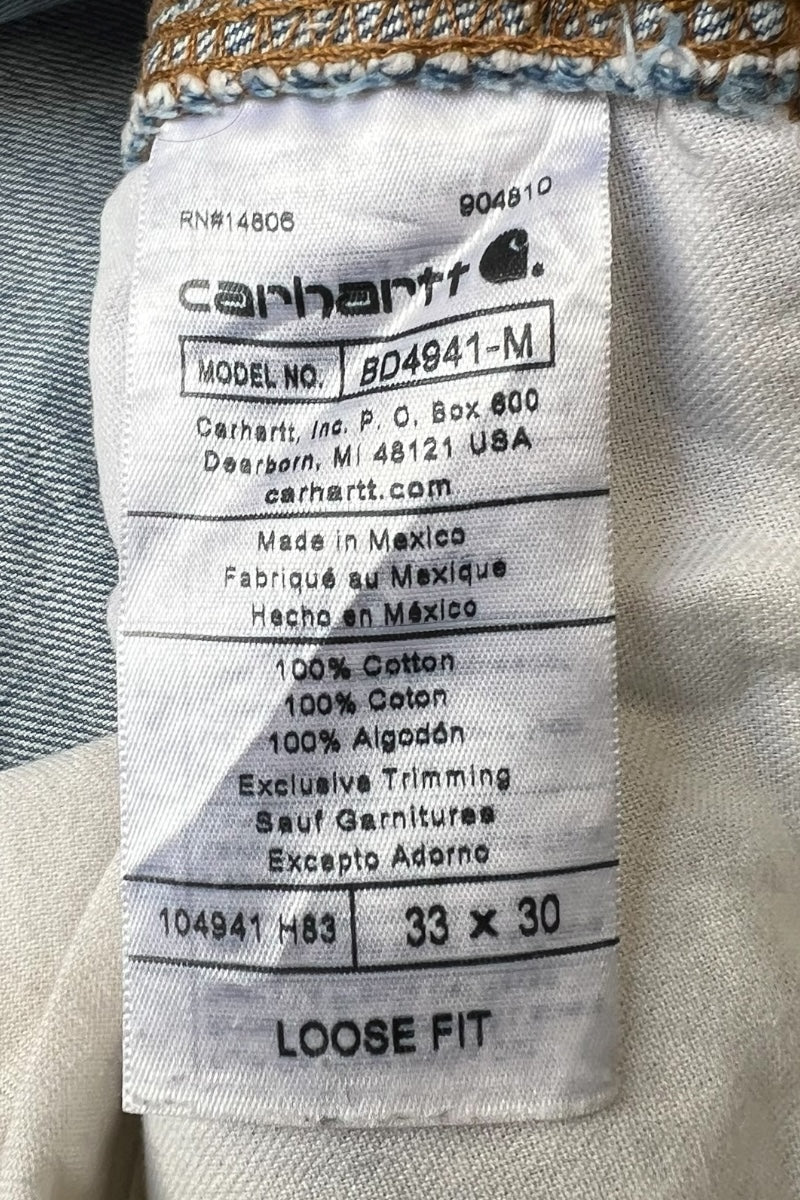 RN#14806 904810
carhartt
MODEL NO. BD4941-M
Carhartt, Inc. P. O. Box 600
Dearborn, MI 48121 USA
carhartt.com
Made in Mexico
Fabriqué au Mexique
Hecho en México
100% Cotton
100% Coton
100% Algodón
Exclusive Trimming
Sauf Garnitures
Excepto Adorno
104941 H83 33 x 30
LOOSE FIT